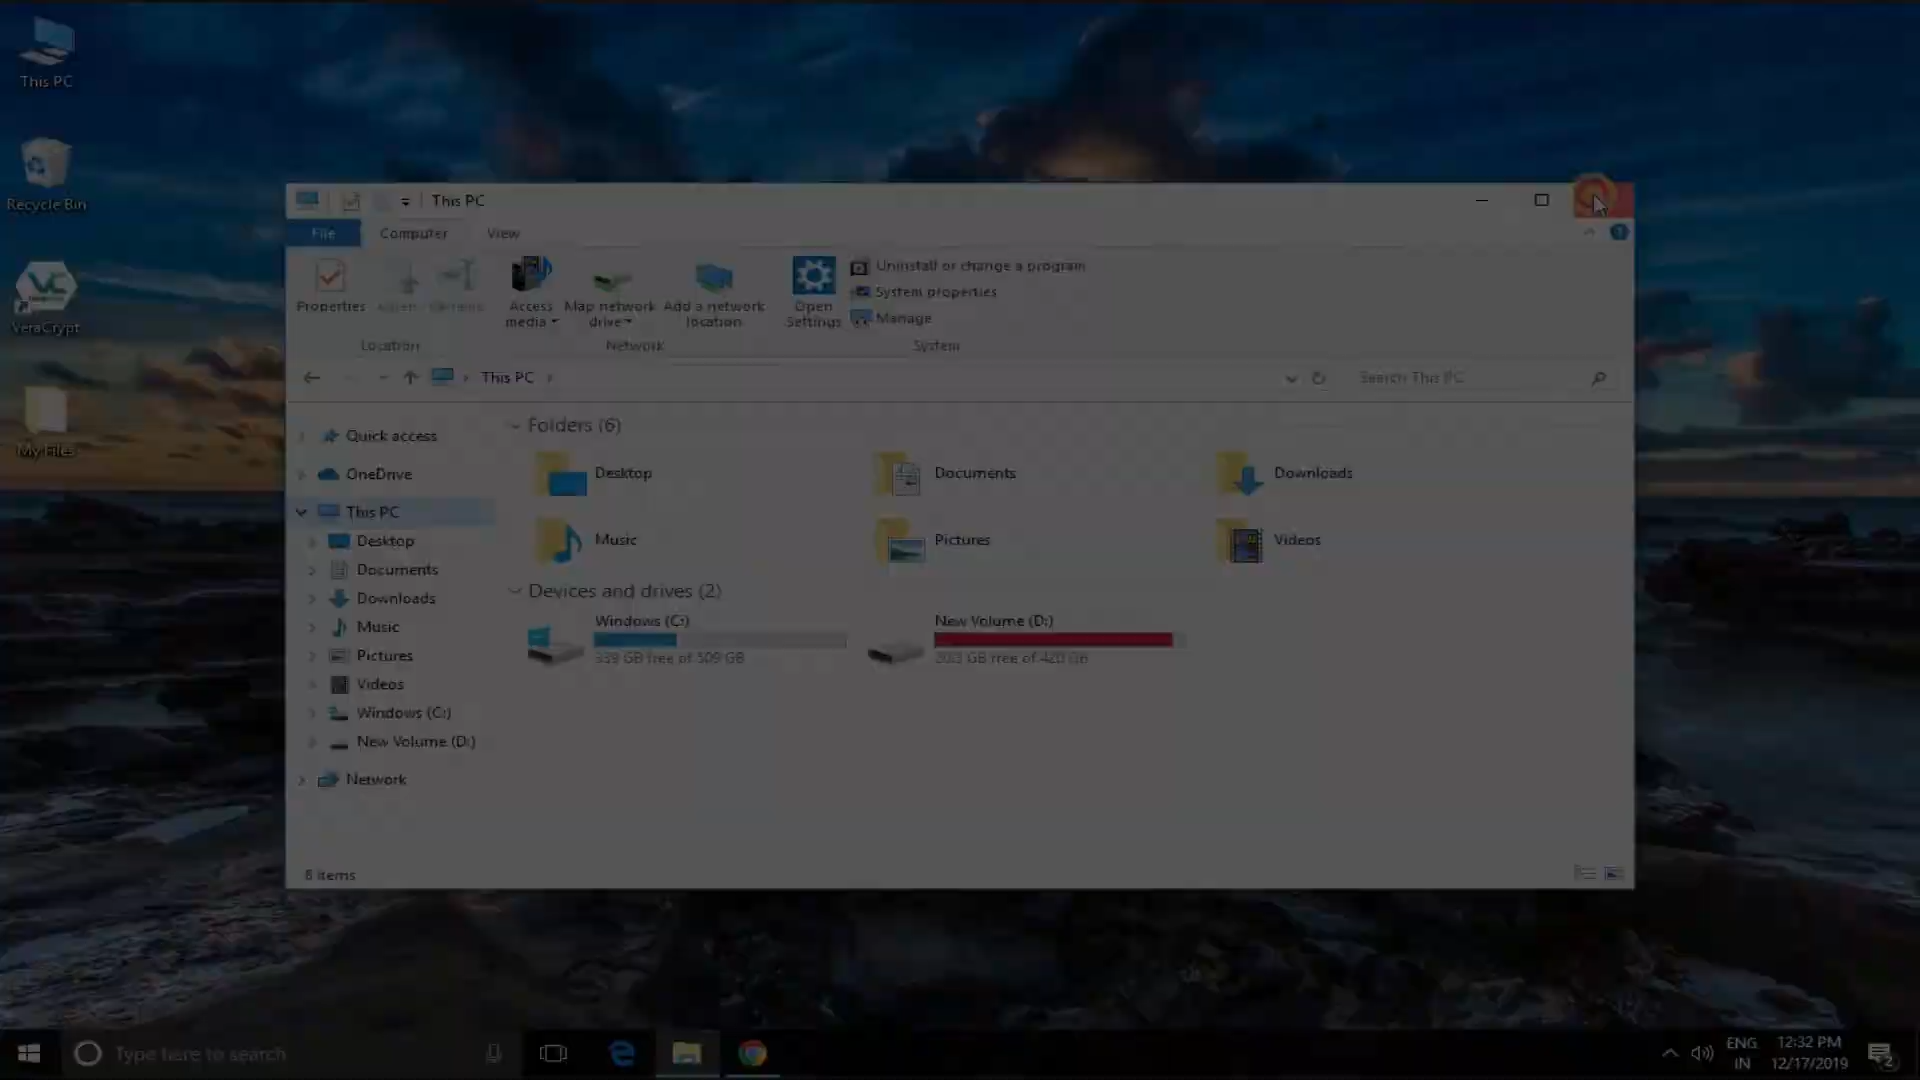 This PC
Recycle Bin
VeraCrypt
My Files
This PC
File
Computer
View
Properties
Open
Rename
Access
media
Map network
drive
Add a network
location
Open
Settings
Uninstall or change a program
System properties
Manage
Location
Network
System
This PC
Search This PC
Quick access
OneDrive
This PC
Desktop
Documents
Downloads
Music
Pictures
Videos
Windows (C:)
New Volume (D:)
Network
Folders (6)
Desktop
Documents
Downloads
Music
Pictures
Videos
Devices and drives (2)
Windows (C:)
339 GB free of 509 GB
New Volume (D:)
GB free of 420 GB
8 items
Type here to search
ENG
IN
12:32 PM
12/17/2019
2